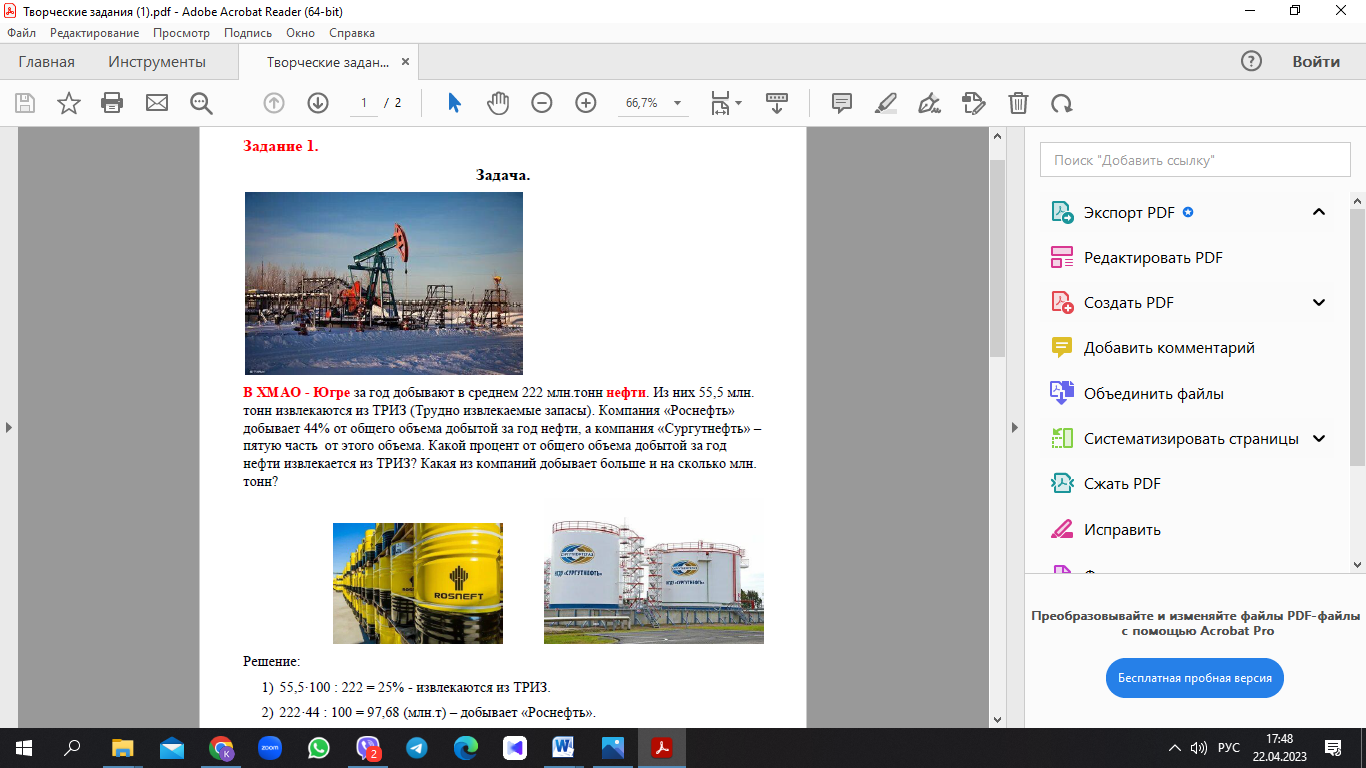 Творческие задания (1).pdf - Adobe Acrobat Reader (64-bit)
Файл Редактирование Просмотр Подпись Окно Справка
Главная Инструменты Творческие задан... ×
Войти
1 / 2
66,7%
Задание 1.
Задача.
В ХМАО - Югре за год добывают в среднем 222 млн.тонн нефти. Из них 55,5 млн.
тонн извлекаются из ТРИЗ (Трудно извлекаемые запасы). Компания «Роснефть»
добывает 44% от общего объема добытой за год нефти, а компания «Сургутнефть» –
пятую часть от этого объема. Какой процент от общего объема добытой за год
нефти извлекается из ТРИЗ? Какая из компаний добывает больше и на сколько млн.
тонн?
ROSNEFT
НГДУ «СУРГУТНЕФТЬ»
НГДУ «СУРГУТНЕФТЬ»
Решение:
1) 55,5·100 : 222 = 25% - извлекаются из ТРИЗ.
2) 222·44 : 100 = 97,68 (млн.т) – добывает «Роснефть».
Поиск "Добавить ссылку"
Экспорт PDF
Редактировать PDF
Создать PDF
Добавить комментарий
Объединить файлы
Систематизировать страницы
Сжать PDF
Исправить
Преобразовывайте и изменяйте файлы PDF-файлы
с помощью Acrobat Pro
Бесплатная пробная версия
zoom
2
РУС
17:48
22.04.2023
3